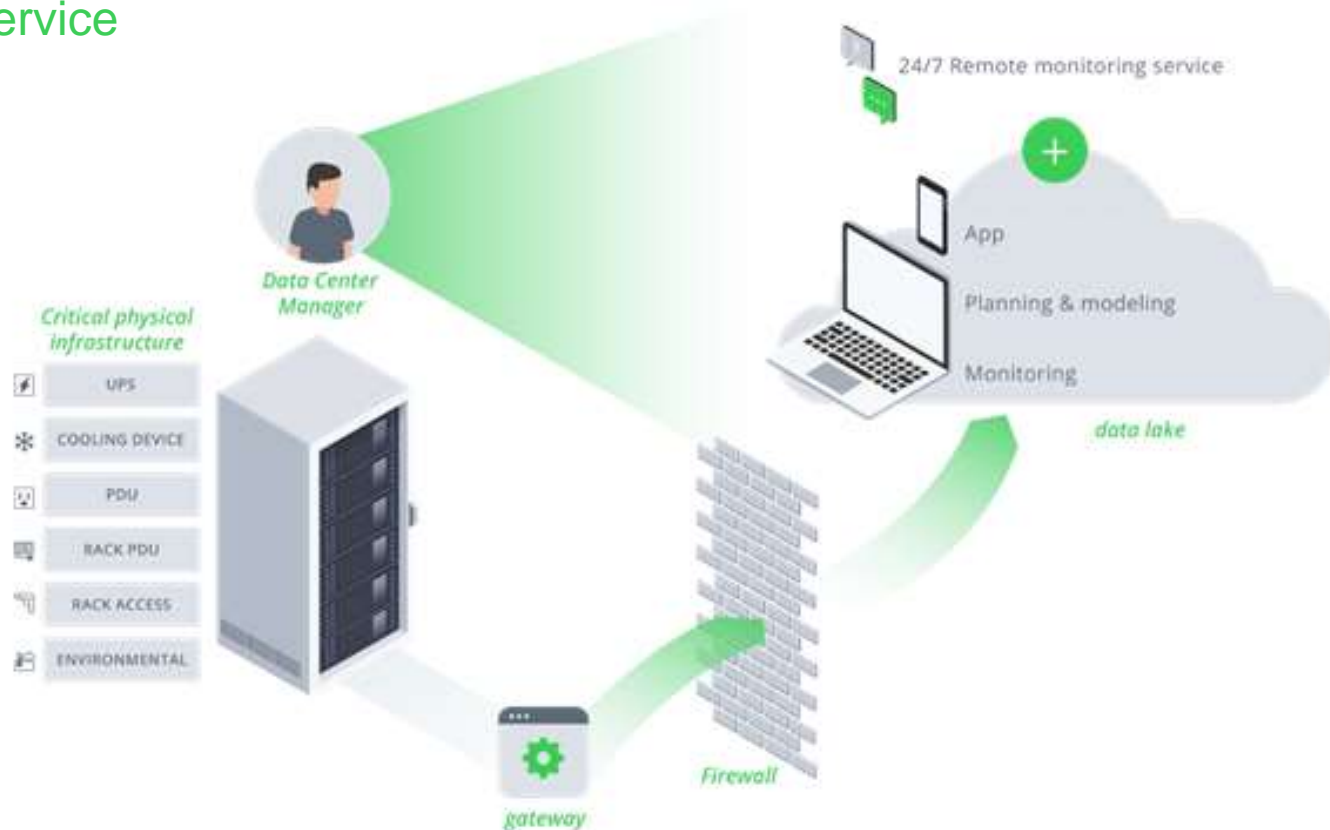 ervice
24/7 Remote monitoring service
App
Planning & modeling
Monitoring
data lake
Data Center
Manager
Critical physical
infrastructure
UPS
COOLING DEVICE
PDU
RACK PDU
RACK ACCESS
ENVIRONMENTAL
Firewall
gateway